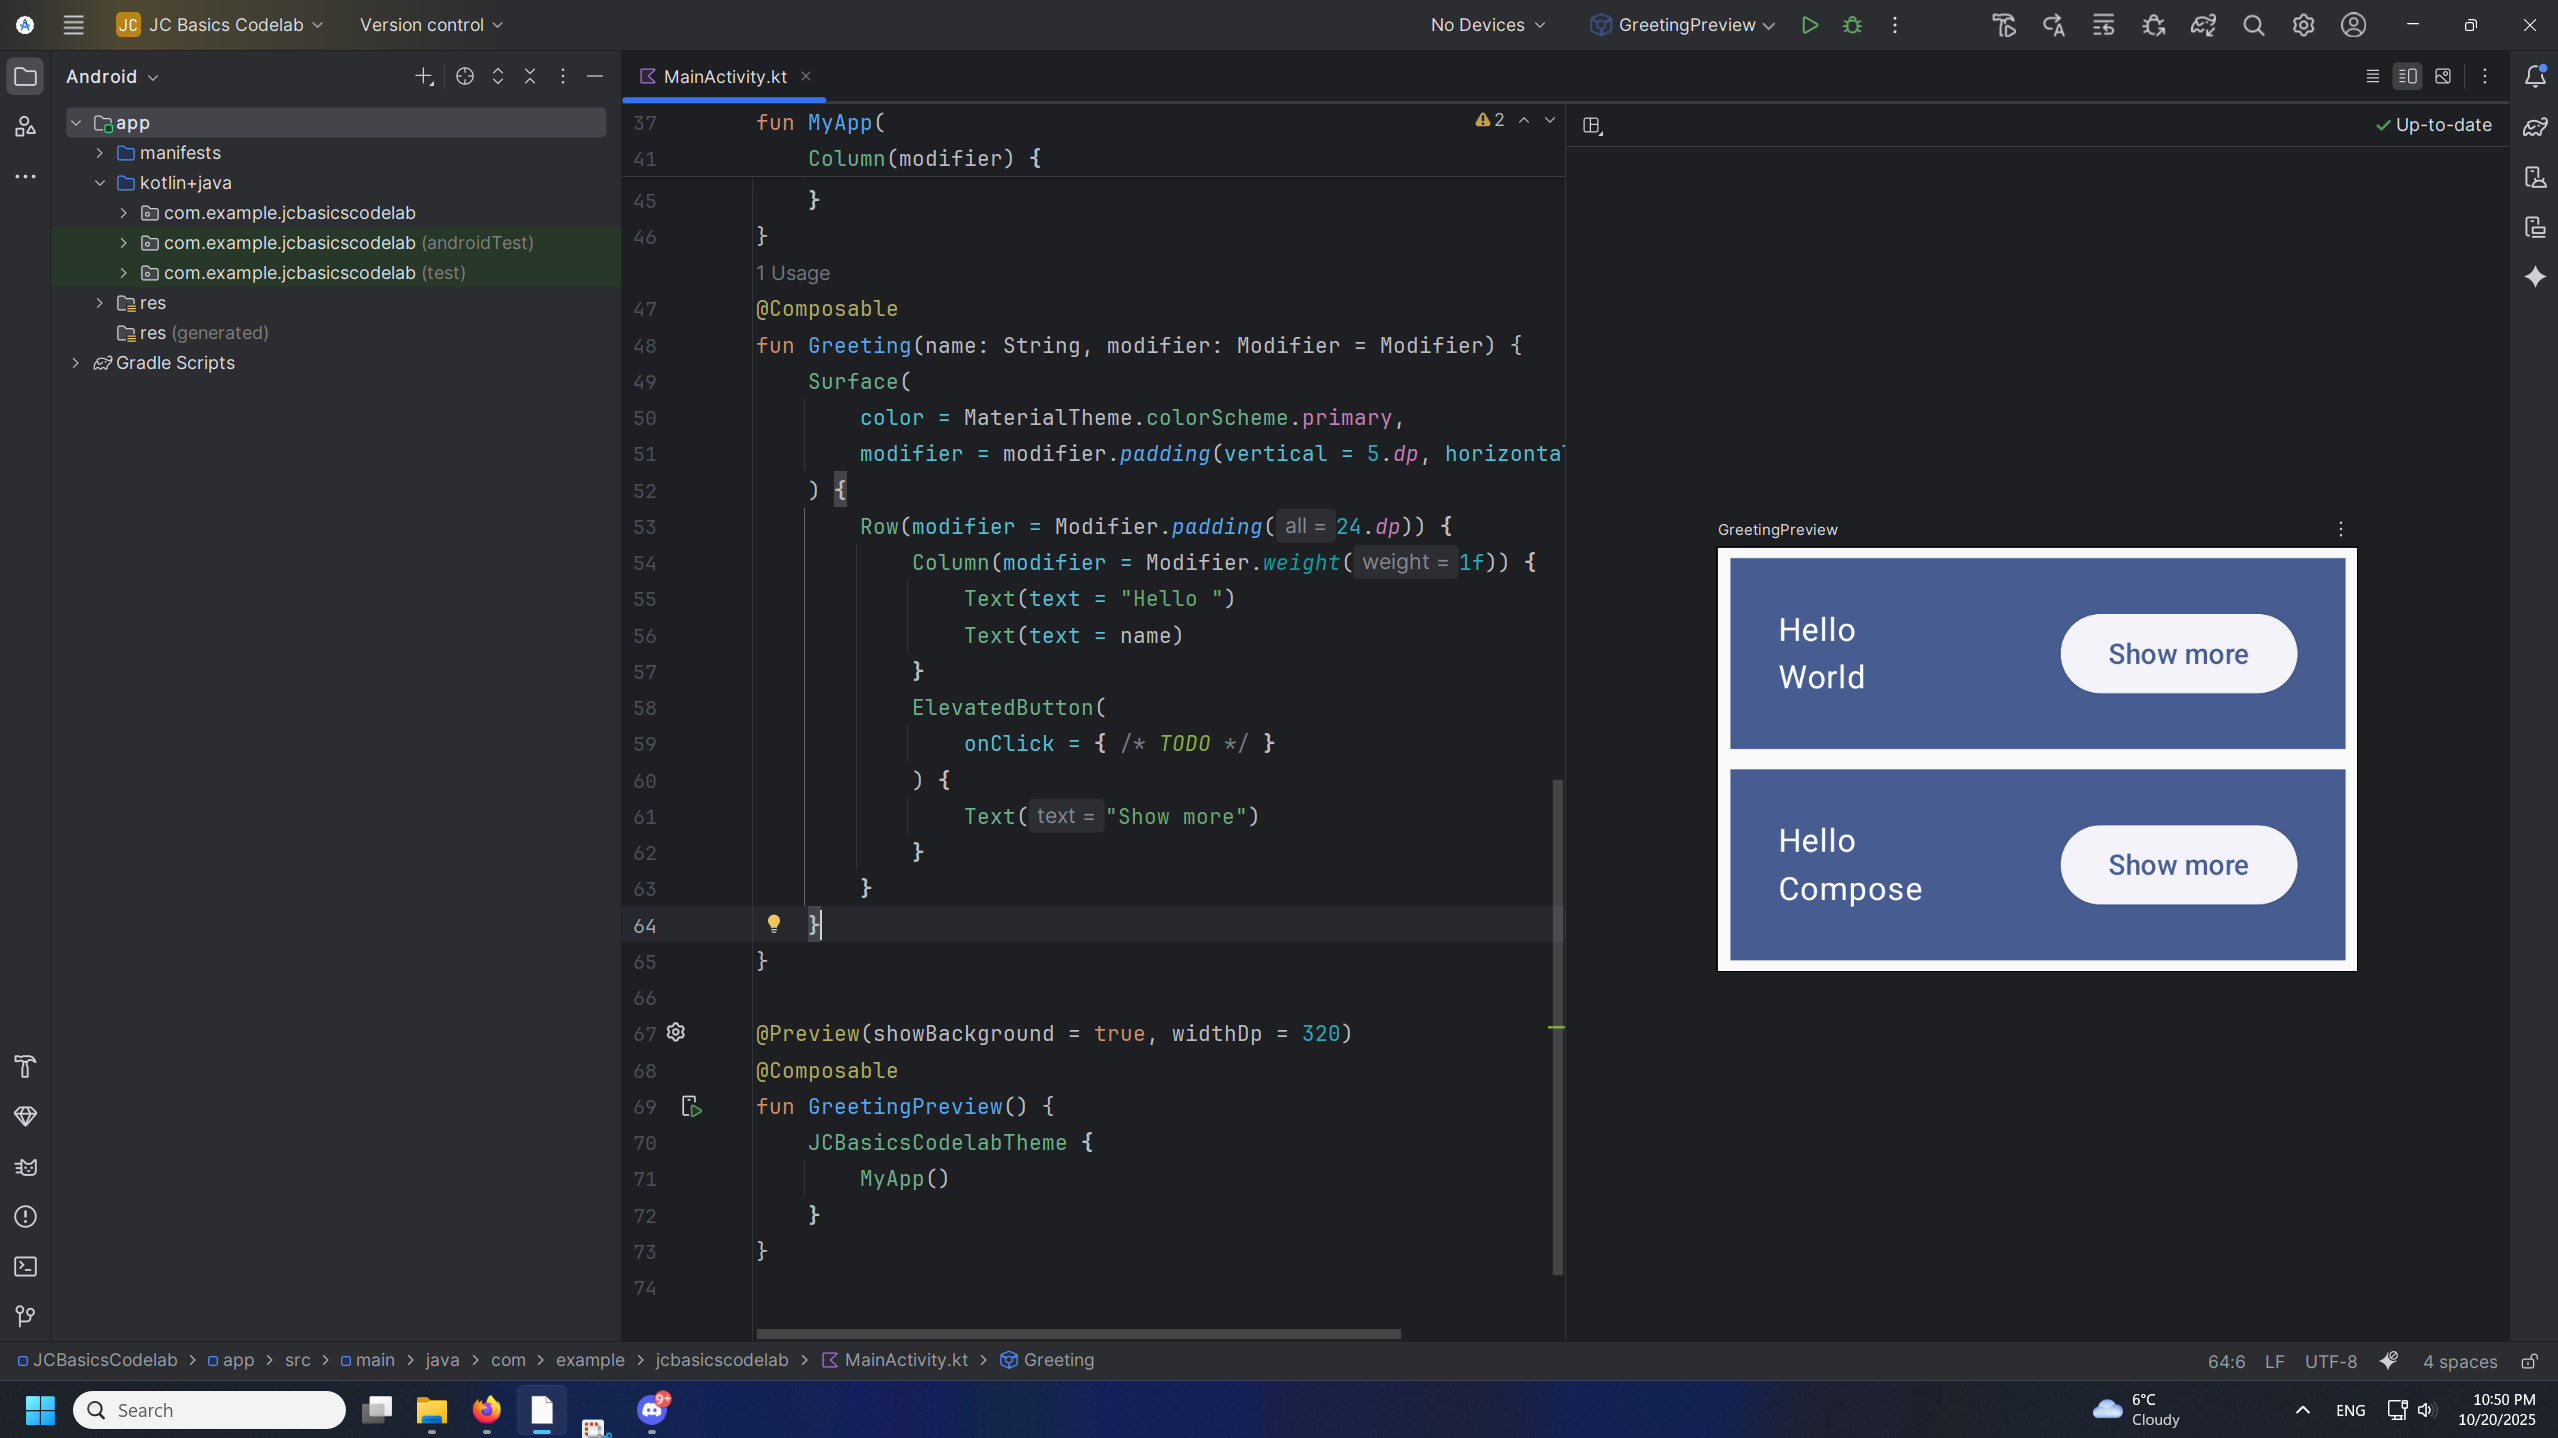 JC JC Basics Codelab Version control No Devices GreetingPreview
Android
app
manifests
kotlin+java
com.example.jcbasicscodelab
com.example.jcbasicscodelab (androidTest)
com.example.jcbasicscodelab (test)
res
res (generated)
Gradle Scripts
MainActivity.kt
2
37 fun MyApp(
41 Column(modifier) {
45 }
46 }
1 Usage
47 @Composable
48 fun Greeting(name: String, modifier: Modifier = Modifier) {
49 Surface(
50 color = MaterialTheme.colorScheme.primary,
51 modifier = modifier.padding(vertical = 5.dp, horizontal
52 ) {
53 Row(modifier = Modifier.padding( all = 24.dp)) {
54 Column(modifier = Modifier.weight( weight = 1f)) {
55 Text(text = "Hello ")
56 Text(text = name)
57 }
58 ElevatedButton(
59 onClick = { /* TODO */ }
60 ) {
61 Text( text = "Show more")
62 }
63 }
64 }
65 }
66
67 @Preview(showBackground = true, widthDp = 320)
68 @Composable
69 fun GreetingPreview() {
70 JCBasicsCodelabTheme {
71 MyApp()
72 }
73 }
74
Up-to-date
GreetingPreview
Hello
World
Show more
Hello
Compose
Show more
JCBasicsCodelab > app > src > main > java > com > example > jcbasicscodelab > MainActivity.kt > Greeting
64:6 LF UTF-8 4 spaces
Search
9+
6°C
Cloudy
ENG
10:50 PM
10/20/2025